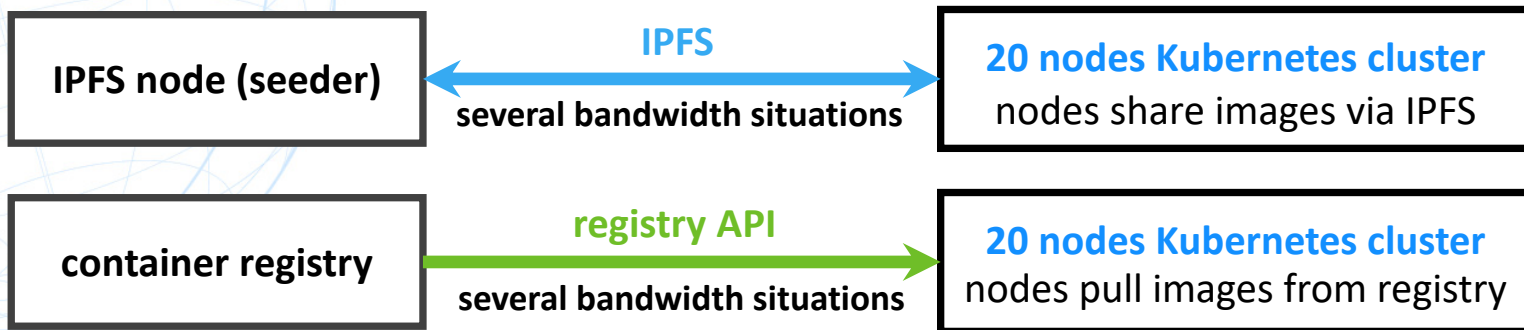 IPFS node (seeder)
IPFS
several bandwidth situations
20 nodes Kubernetes cluster
nodes share images via IPFS
container registry
registry API
several bandwidth situations
20 nodes Kubernetes cluster
nodes pull images from registry